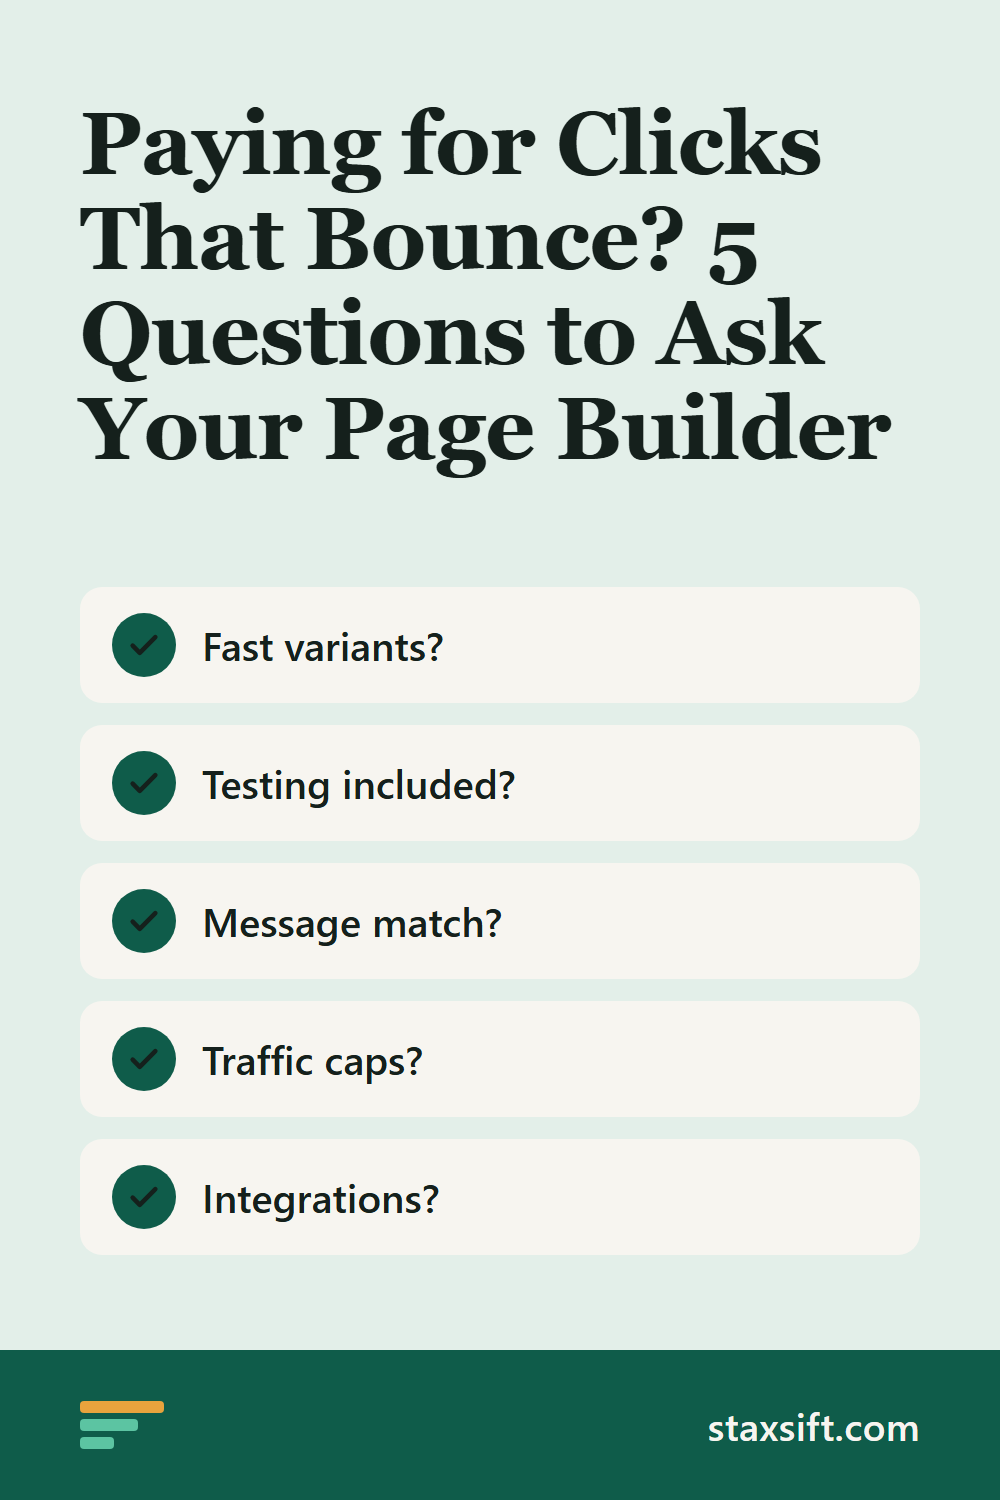 Paying for Clicks
That Bounce? 5
Questions to Ask
Your Page Builder
Fast variants?
Testing included?
Message match?
Traffic caps?
Integrations?
staxsift.com